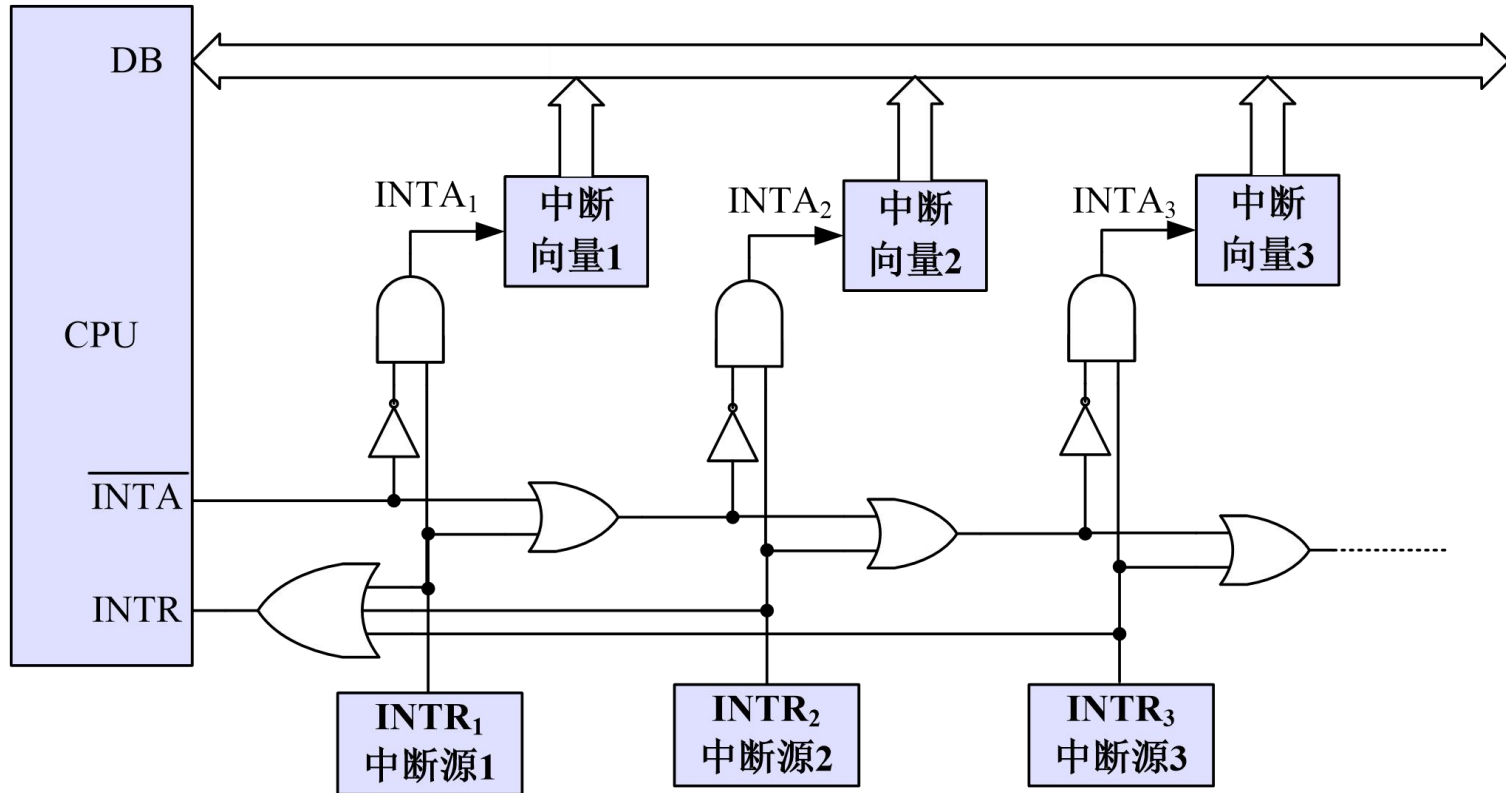 DB
INTA₁
中断
向量1
INTA₂
中断
向量2
INTA₃
中断
向量3
CPU
I̅N̅T̅A̅
INTR
INTR₁
中断源1
INTR₂
中断源2
INTR₃
中断源3